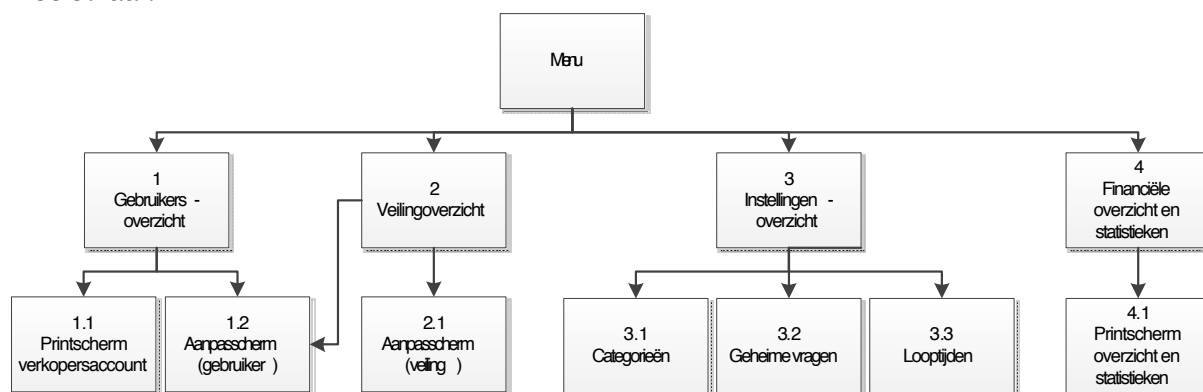 Menu
1
Gebruikers -
overzicht
2
Veilingoverzicht
3
Instellingen -
overzicht
4
Financiële
overzicht en
statistieken
1.1
Printscherm
verkopersaccount
1.2
Aanpasscherm
(gebruiker )
2.1
Aanpasscherm
(veiling )
3.1
Categorieën
3.2
Geheime vragen
3.3
Looptijden
4.1
Printscherm
overzicht en
statistieken